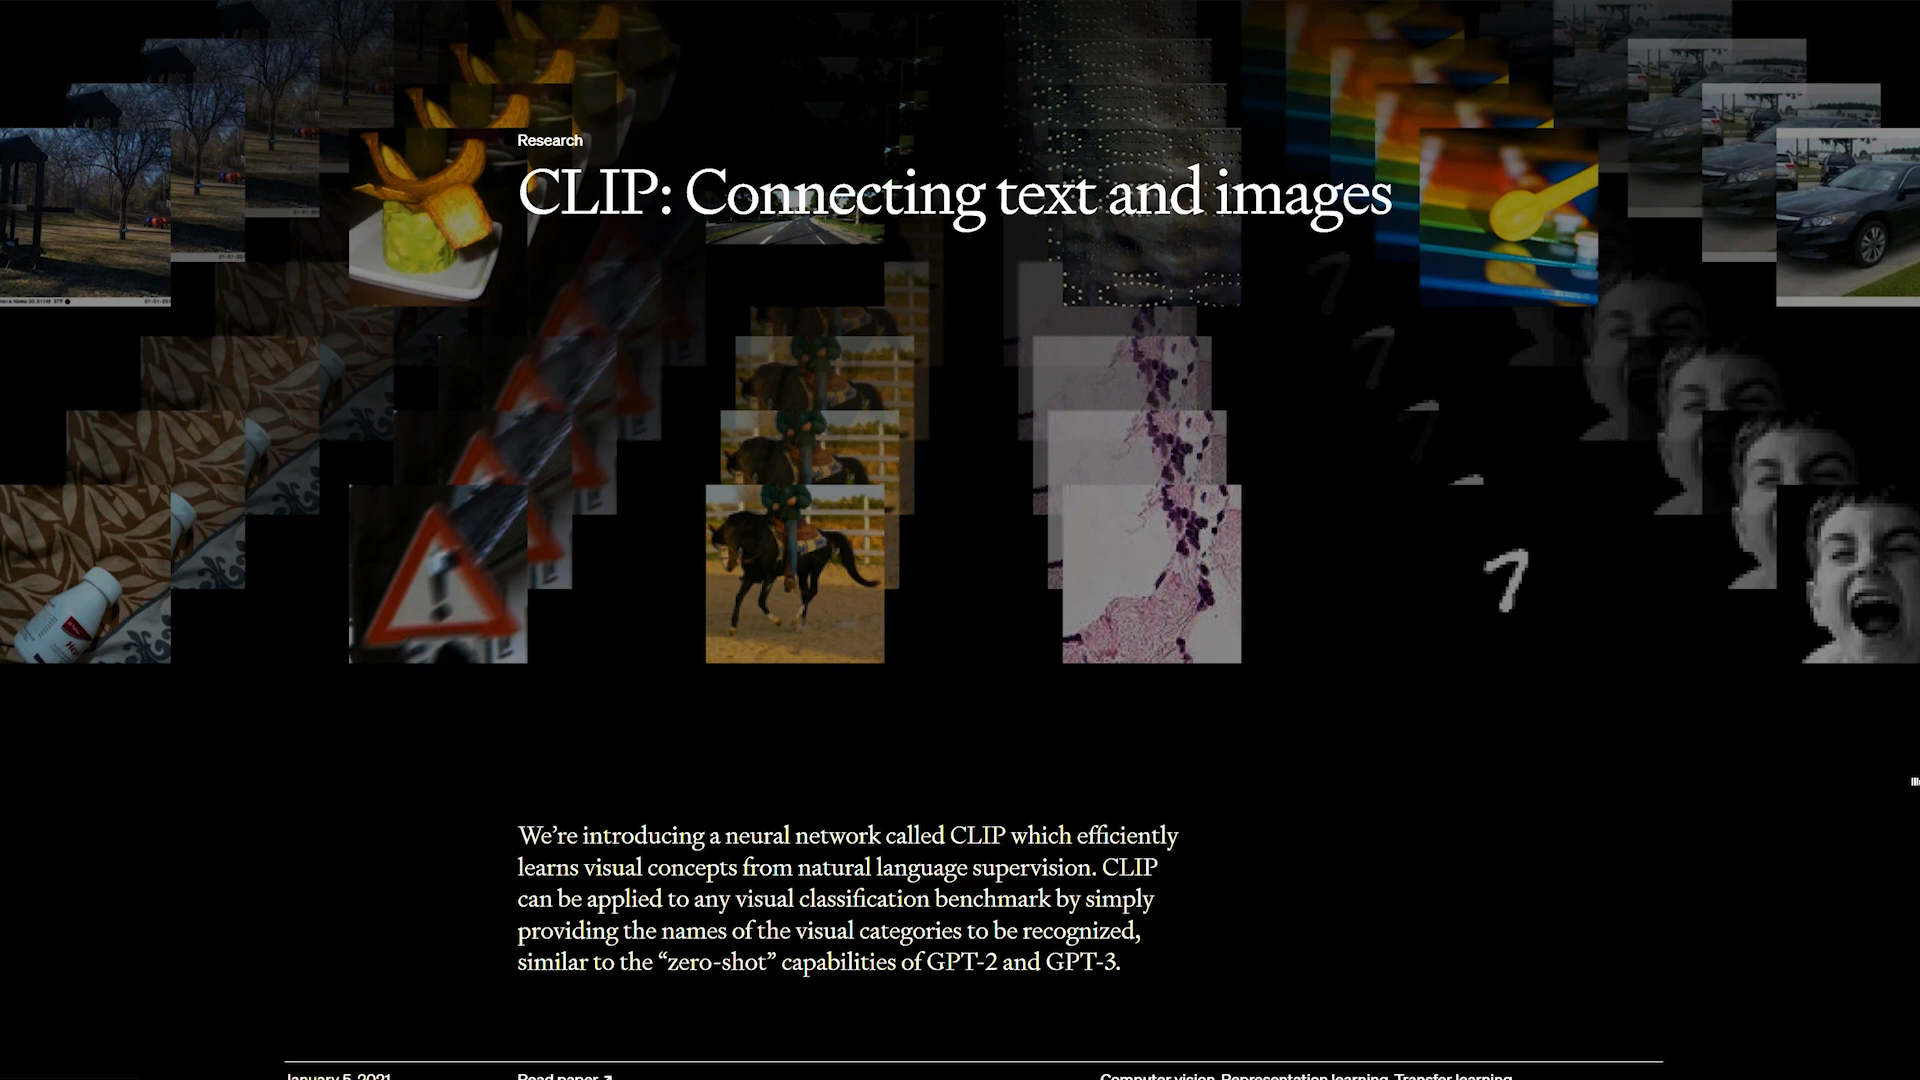 Research
CLIP: Connecting text and images
We’re introducing a neural network called CLIP which efficiently
learns visual concepts from natural language supervision. CLIP
can be applied to any visual classification benchmark by simply
providing the names of the visual categories to be recognized,
similar to the “zero-shot” capabilities of GPT-2 and GPT-3.
January 5, 2021
Read paper ↗
Computer vision, Representation learning, Transfer learning